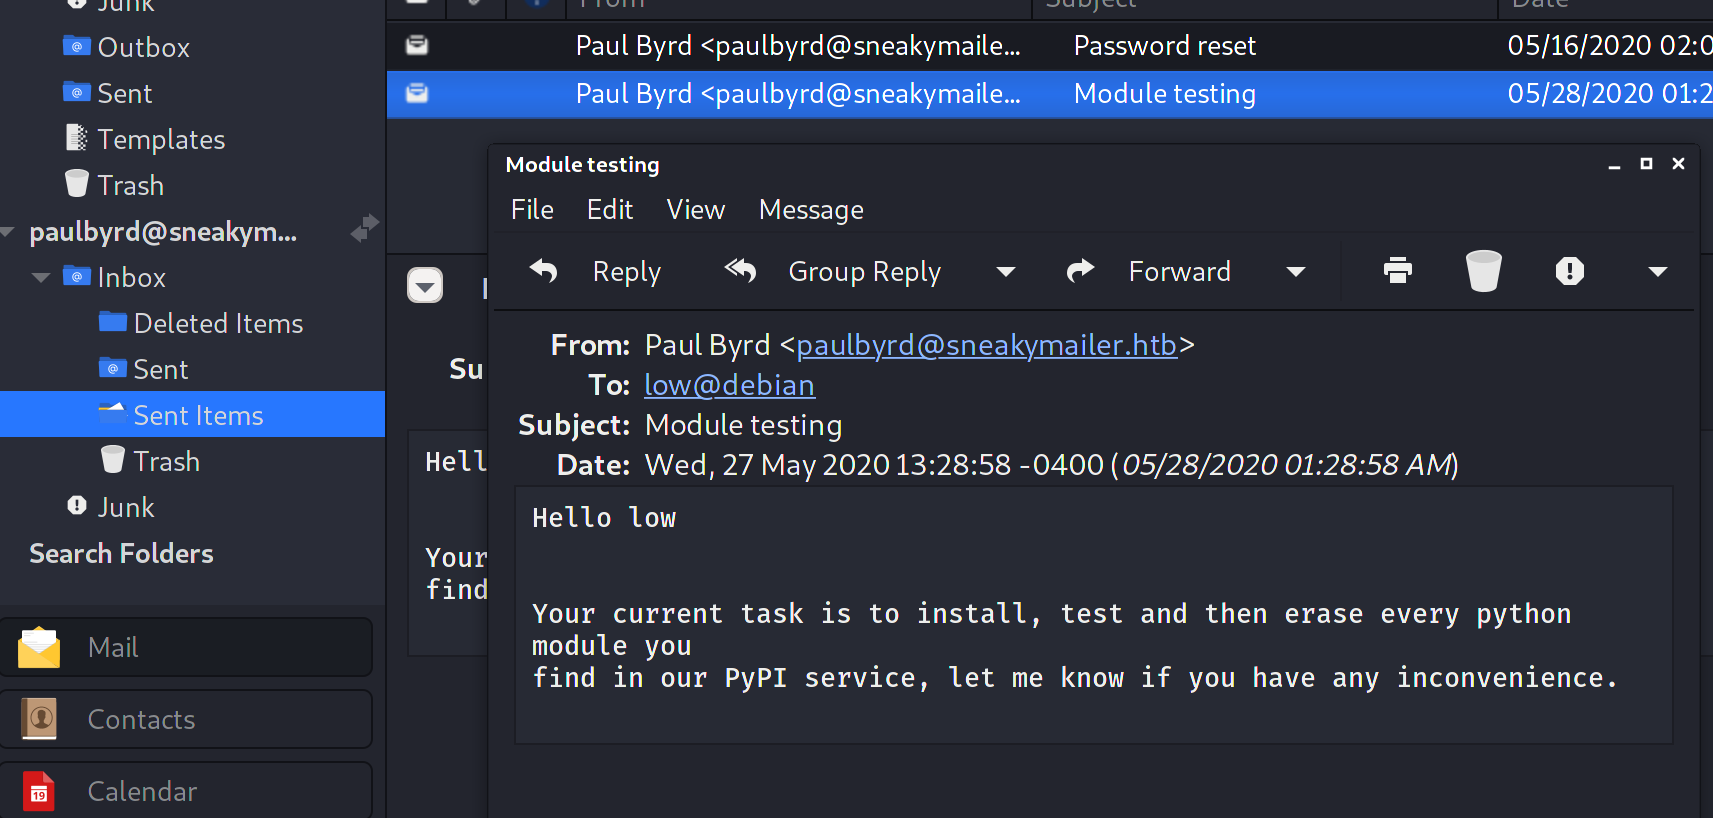 Junk
Outbox
Sent
Templates
Trash
paulbyrd@sneakym...
Inbox
Deleted Items
Sent
Sent Items
Trash
Junk
Search Folders
Mail
Contacts
19
Calendar
From Subject Date
Paul Byrd <paulbyrd@sneakymaile... Password reset 05/16/2020 02:0
Paul Byrd <paulbyrd@sneakymaile... Module testing 05/28/2020 01:2
Su
Hell
Your
find
Module testing
File Edit View Message
Reply Group Reply Forward
From: Paul Byrd <paulbyrd@sneakymailer.htb>
To: low@debian
Subject: Module testing
Date: Wed, 27 May 2020 13:28:58 -0400 (05/28/2020 01:28:58 AM)
Hello low
Your current task is to install, test and then erase every python
module you
find in our PyPI service, let me know if you have any inconvenience.